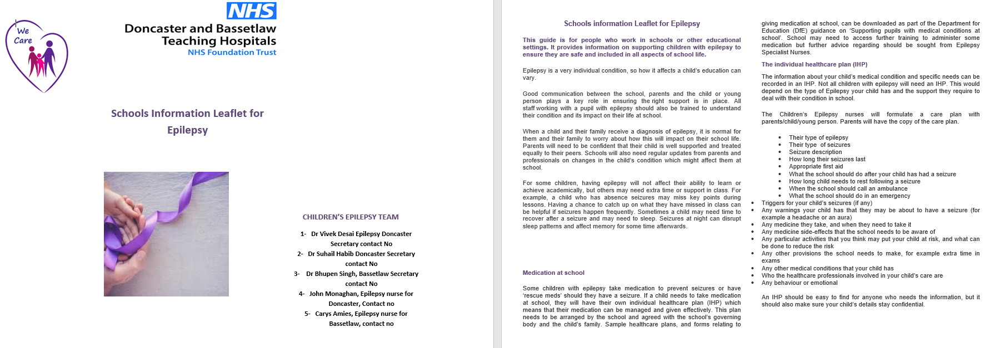 We
Care
NHS
Doncaster and Bassetlaw
Teaching Hospitals
NHS Foundation Trust
Schools Information Leaflet for
Epilepsy
CHILDREN'S EPILEPSY TEAM
1- Dr Vivek Desai Epilepsy Doncaster
Secretary contact No
2- Dr Suhail Habib Doncaster Secretary
contact No
3- Dr Bhupen Singh, Bassetlaw Secretary
contact No
4- John Monaghan, Epilepsy nurse for
Doncaster, Contact no
5- Carys Amies, Epilepsy nurse for
Bassetlaw, contact no
Schools information Leaflet for Epilepsy
This guide is for people who work in schools or other educational
settings. It provides information on supporting children with epilepsy to
ensure they are safe and included in all aspects of school life.
Epilepsy is a very individual condition, so how it affects a child's education can
vary.
Good communication between the school, parents and the child or young
person plays a key role in ensuring the right support is in place. All
staff working with a pupil with epilepsy should also be trained to understand
their condition and its impact on their life at school.
When a child and their family receive a diagnosis of epilepsy, it is normal for
them and their family to worry about how this will impact on their school life.
Parents will need to be confident that their child is well supported and treated
equally to their peers. Schools will also need regular updates from parents and
professionals on changes in the child's condition which might affect them at
school.
For some children, having epilepsy will not affect their ability to learn or
achieve academically, but others may need extra time or support in class. For
example, a child who has absence seizures may miss key points during
lessons. Having a chance to catch up on what they have missed in class can
be helpful if seizures happen frequently. Sometimes a child may need time to
recover after a seizure and may need to sleep. Seizures at night can disrupt
sleep patterns and affect memory for some time afterwards.
Medication at school
Some children with epilepsy take medication to prevent seizures or have
'rescue meds' should they have a seizure. If a child needs to take medication
at school, they will have their own individual healthcare plan (IHP) which
means that their medication can be managed and given effectively. This plan
needs to be arranged by the school and agreed with the school's governing
body and the child's family. Sample healthcare plans, and forms relating to
giving medication at school, can be downloaded as part of the Department for
Education (DfE) guidance on 'Supporting pupils with medical conditions at
school'. School may need to access further training to administer some
medication but further advice regarding should be sought from Epilepsy
Specialist Nurses.
The individual healthcare plan (IHP)
The information about your child's medical condition and specific needs can be
recorded in an IHP. Not all children with epilepsy will need an IHP. This would
depend on the type of Epilepsy your child has and the support they require to
deal with their condition in school.
The Children's Epilepsy nurses will formulate a care plan with
parents/child/young person. Parents will have the copy of the care plan.
• Their type of epilepsy
• Their type of seizures
• Seizure description
• How long their seizures last
• Appropriate first aid
• What the school should do after your child has had a seizure
• How long child needs to rest following a seizure
• When the school should call an ambulance
• What the school should do in an emergency
• Triggers for your child's seizures (if any)
• Any warnings your child has that they may be about to have a seizure (for
example a headache or an aura)
• Any medicine they take, and when they need to take it
• Any medicine side-effects that the school needs to be aware of
• Any particular activities that you think may put your child at risk, and what can
be done to reduce the risk
• Any other provisions the school needs to make, for example extra time in
exams
• Any other medical conditions that your child has
• Who the healthcare professionals involved in your child's care are
• Any behaviour or emotional
An IHP should be easy to find for anyone who needs the information, but it
should also make sure your child's details stay confidential.